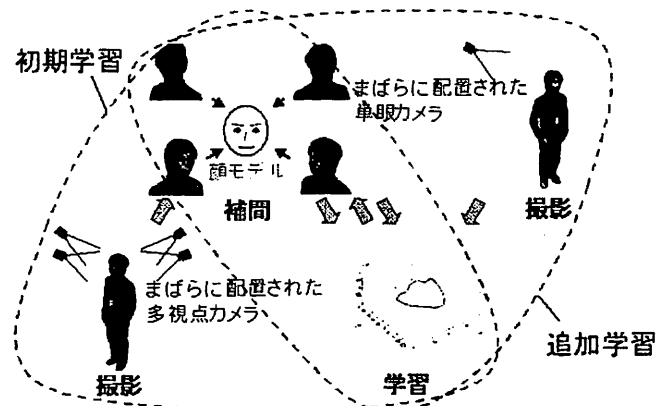 初期学習
まばらに配置された
単眼カメラ
顔モデル
補間
撮影
まばらに配置された
多視点カメラ
撮影
学習
追加学習